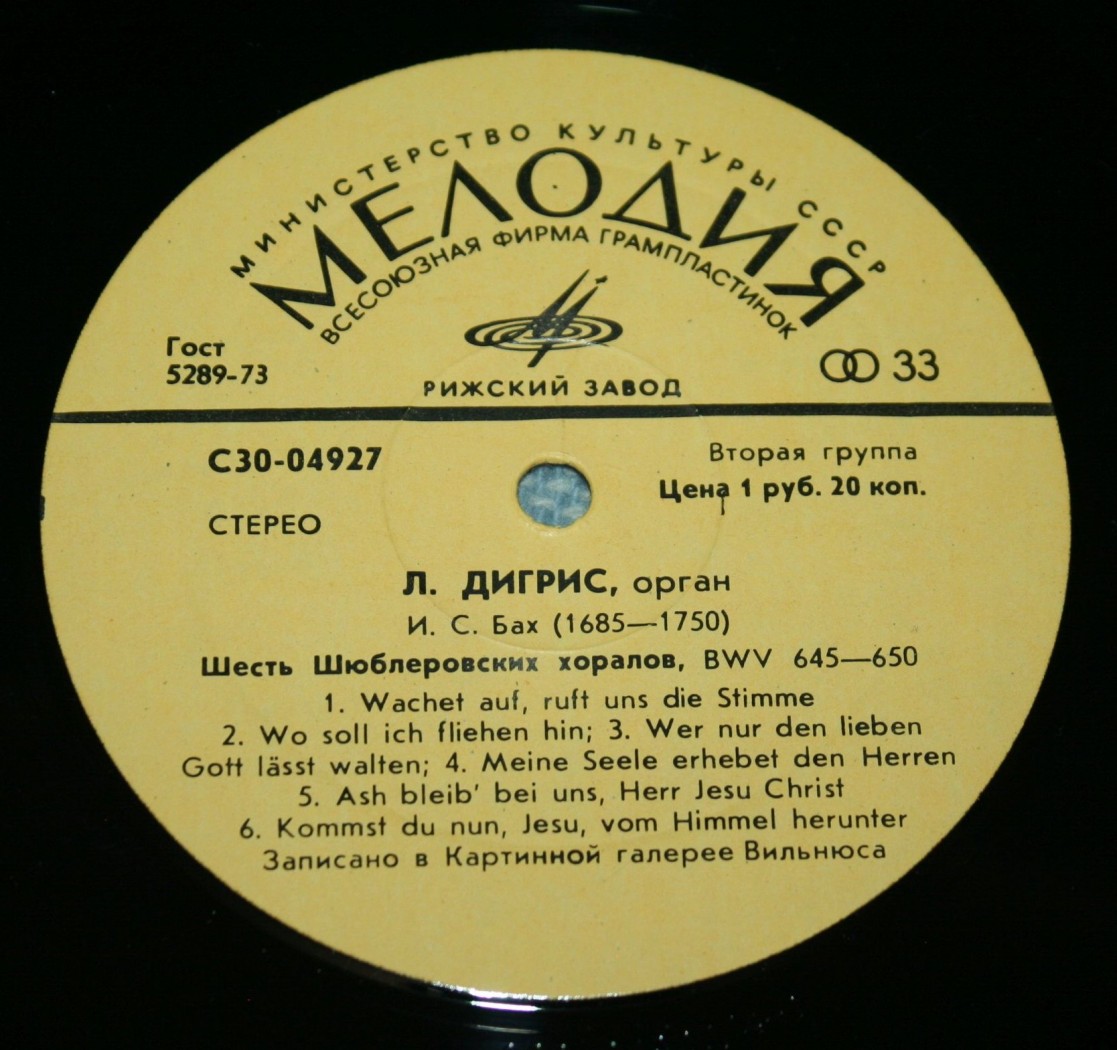 МИНИСТЕРСТВО КУЛЬТУРЫ СССР
МЕЛОДИЯ
ВСЕСОЮЗНАЯ ФИРМА ГРАМПЛАСТИНОК
Гост
5289-73
33
РИЖСКИЙ ЗАВОД
С30-04927
Вторая группа
Цена 1 руб. 20 коп.
СТЕРЕО
Л. ДИГРИС, орган
И. С. Бах (1685—1750)
Шесть Шюблеровских хоралов, BWV 645—650
1. Wachet auf, ruft uns die Stimme
2. Wo soll ich fliehen hin; 3. Wer nur den lieben
Gott lässt walten; 4. Meine Seele erhebet den Herren
5. Ash bleib' bei uns, Herr Jesu Christ
6. Kommst du nun, Jesu, vom Himmel herunter
Записано в Картинной галерее Вильнюса